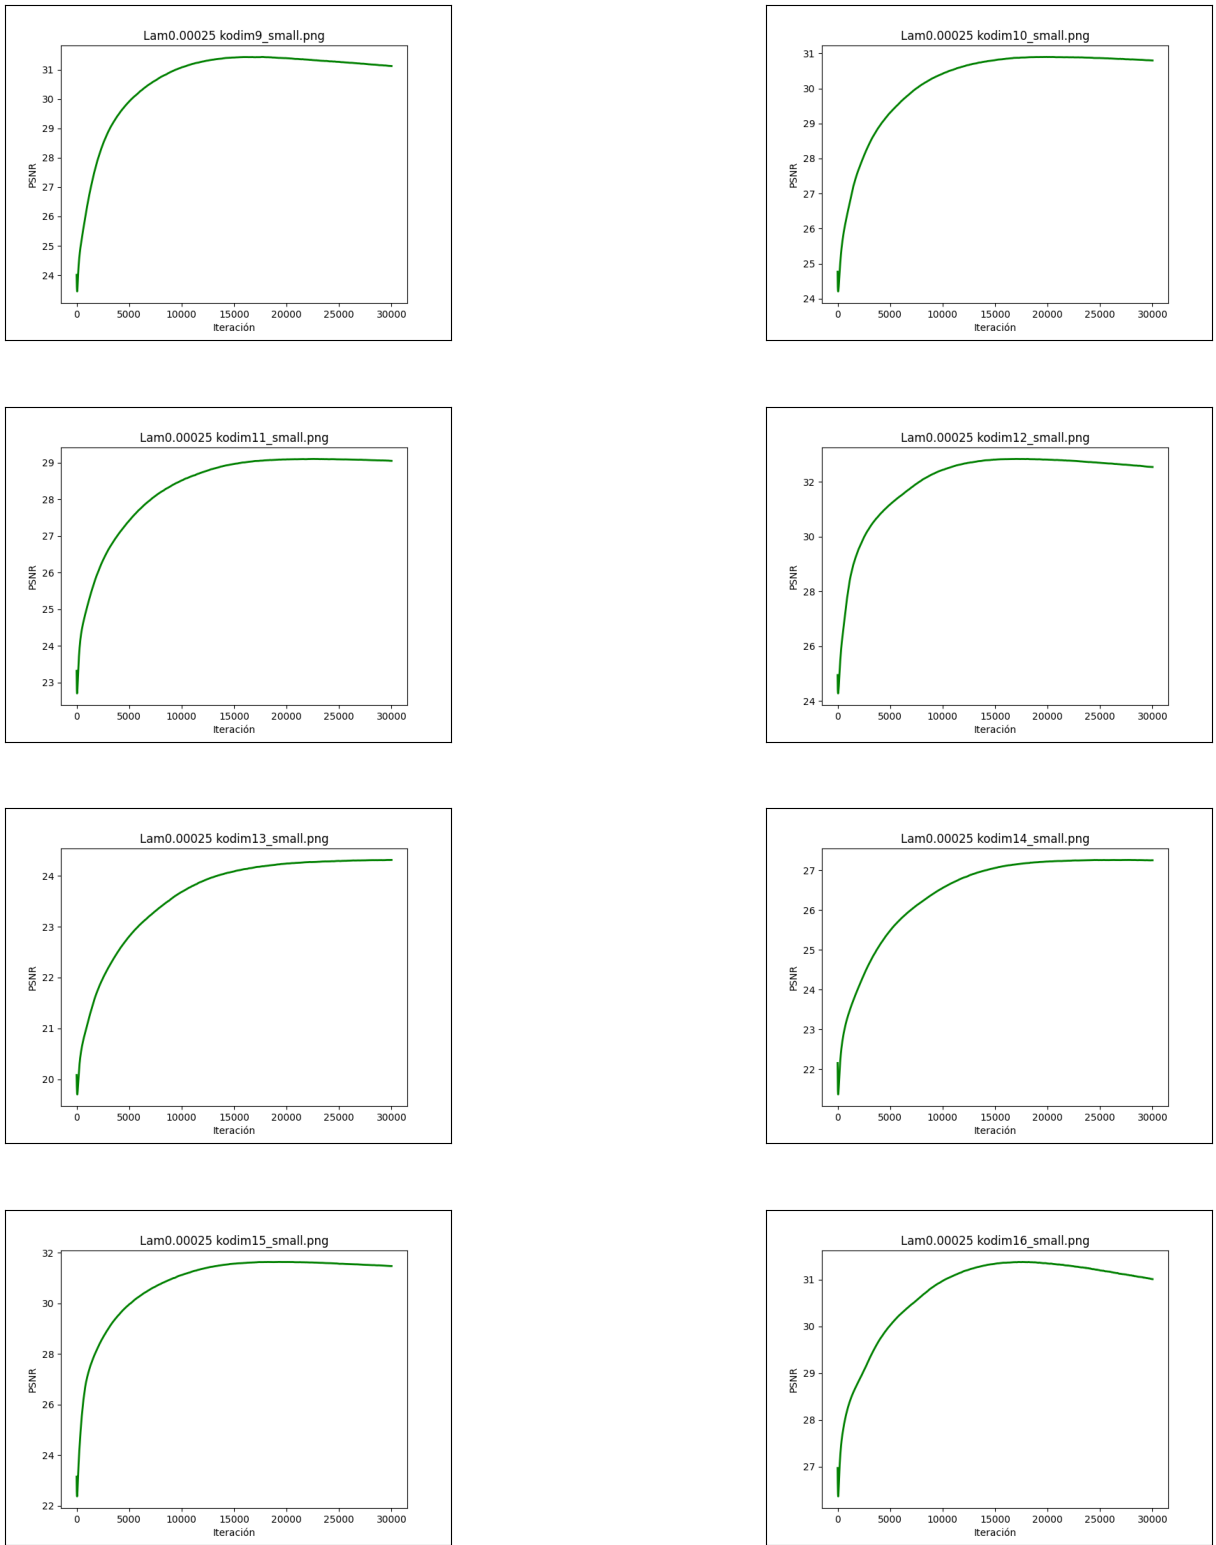 Lam0.00025 kodim9_small.png
31
30
29
28
27
26
25
24
PSNR
0 5000 10000 15000 20000 25000 30000
Iteración
Lam0.00025 kodim10_small.png
31
30
29
28
27
26
25
24
PSNR
0 5000 10000 15000 20000 25000 30000
Iteración
Lam0.00025 kodim11_small.png
29
28
27
26
25
24
23
PSNR
0 5000 10000 15000 20000 25000 30000
Iteración
Lam0.00025 kodim12_small.png
32
30
28
26
24
PSNR
0 5000 10000 15000 20000 25000 30000
Iteración
Lam0.00025 kodim13_small.png
24
23
22
21
20
PSNR
0 5000 10000 15000 20000 25000 30000
Iteración
Lam0.00025 kodim14_small.png
27
26
25
24
23
22
PSNR
0 5000 10000 15000 20000 25000 30000
Iteración
Lam0.00025 kodim15_small.png
32
30
28
26
24
22
PSNR
0 5000 10000 15000 20000 25000 30000
Iteración
Lam0.00025 kodim16_small.png
31
30
29
28
27
PSNR
0 5000 10000 15000 20000 25000 30000
Iteración